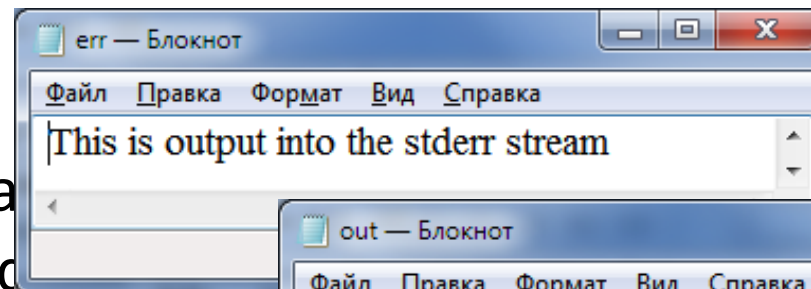 err — Блокнот
Файл Правка Формат Вид Справка
This is output into the stderr stream
out — Блокнот
Файл Правка Формат Вид Справка